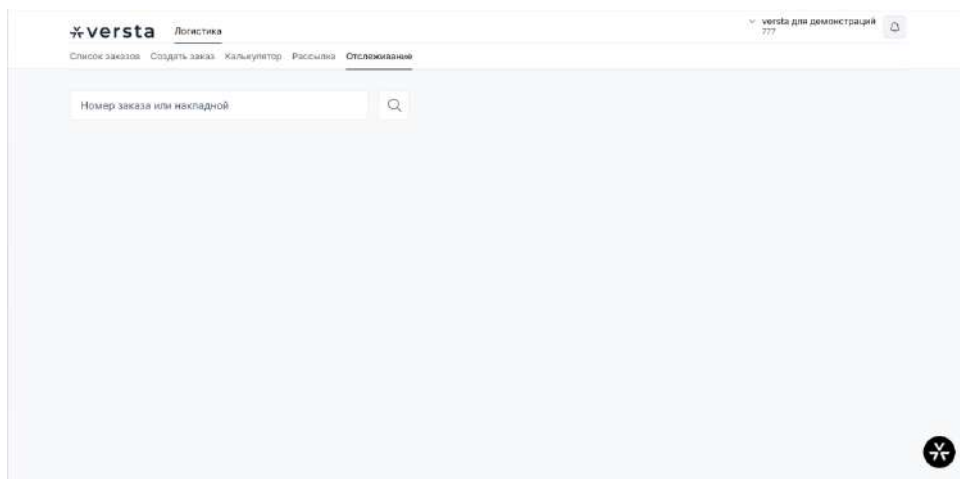 versta Логистика
versta для демонстраций
777
Список заказов Создать заказ Калькулятор Рассылка Отслеживание
Номер заказа или накладной